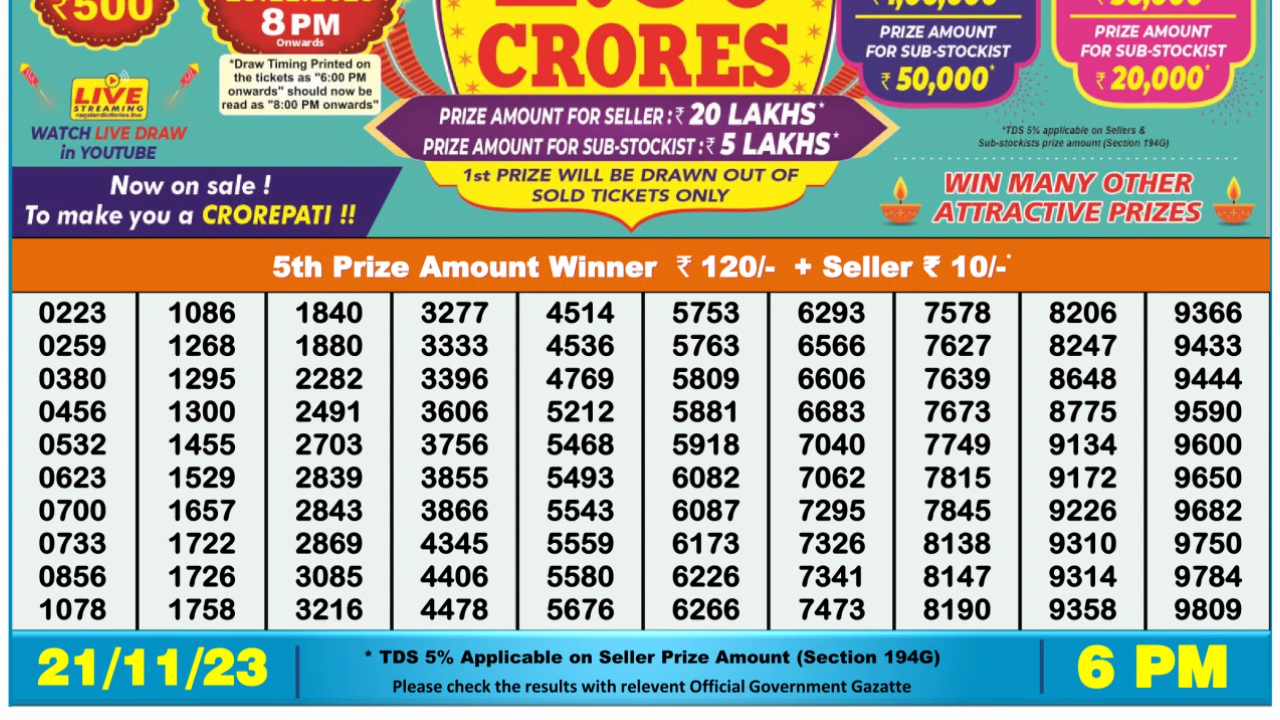 ₹500
8 PM
Onwards
*Draw Timing Printed on
the tickets as "6:00 PM
onwards" should now be
read as "8:00 PM onwards"
LIVE
STREAMING
nagalandlotteries.live
WATCH LIVE DRAW
in YOUTUBE
Now on sale !
To make you a CROREPATI !!
CRORES
PRIZE AMOUNT FOR SELLER :₹ 20 LAKHS*
PRIZE AMOUNT FOR SUB-STOCKIST :₹ 5 LAKHS*
1st PRIZE WILL BE DRAWN OUT OF
SOLD TICKETS ONLY
PRIZE AMOUNT
FOR SUB-STOCKIST
₹ 50,000*
PRIZE AMOUNT
FOR SUB-STOCKIST
₹ 20,000*
*TDS 5% applicable on Sellers &
Sub-stockists prize amount (Section 194G)
WIN MANY OTHER
ATTRACTIVE PRIZES
5th Prize Amount Winner ₹ 120/- + Seller ₹ 10/-*
0223 1086 1840 3277 4514 5753 6293 7578 8206 9366
0259 1268 1880 3333 4536 5763 6566 7627 8247 9433
0380 1295 2282 3396 4769 5809 6606 7639 8648 9444
0456 1300 2491 3606 5212 5881 6683 7673 8775 9590
0532 1455 2703 3756 5468 5918 7040 7749 9134 9600
0623 1529 2839 3855 5493 6082 7062 7815 9172 9650
0700 1657 2843 3866 5543 6087 7295 7845 9226 9682
0733 1722 2869 4345 5559 6173 7326 8138 9310 9750
0856 1726 3085 4406 5580 6226 7341 8147 9314 9784
1078 1758 3216 4478 5676 6266 7473 8190 9358 9809
21/11/23
* TDS 5% Applicable on Seller Prize Amount (Section 194G)
Please check the results with relevent Official Government Gazatte
6 PM